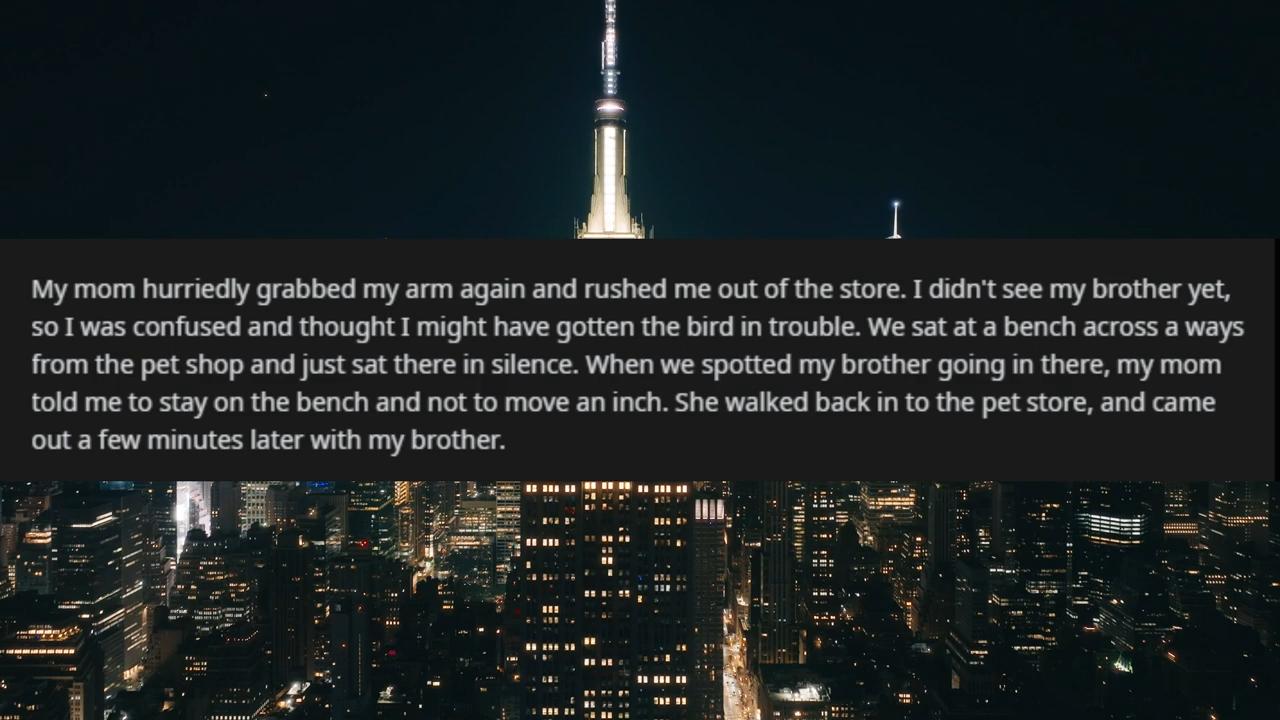 My mom hurriedly grabbed my arm again and rushed me out of the store. I didn't see my brother yet,
so I was confused and thought I might have gotten the bird in trouble. We sat at a bench across a ways
from the pet shop and just sat there in silence. When we spotted my brother going in there, my mom
told me to stay on the bench and not to move an inch. She walked back in to the pet store, and came
out a few minutes later with my brother.